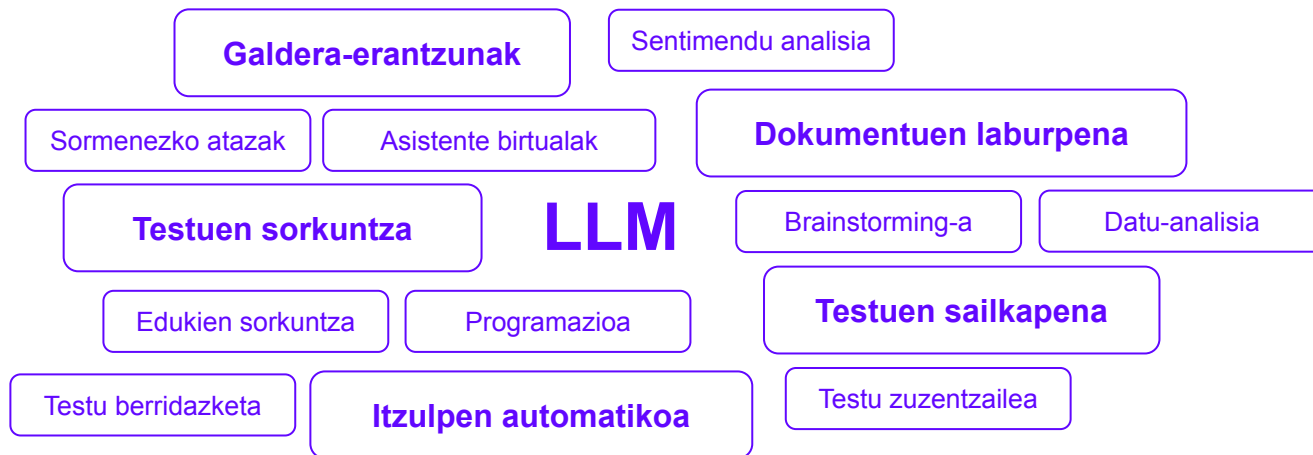 Galdera-erantzunak
Sentimendu analisia
Sormenezko atazak
Asistente birtualak
Dokumentuen laburpena
Testuen sorkuntza
LLM
Brainstorming-a
Datu-analisia
Edukien sorkuntza
Programazioa
Testuen sailkapena
Testu berridazketa
Itzulpen automatikoa
Testu zuzentzailea